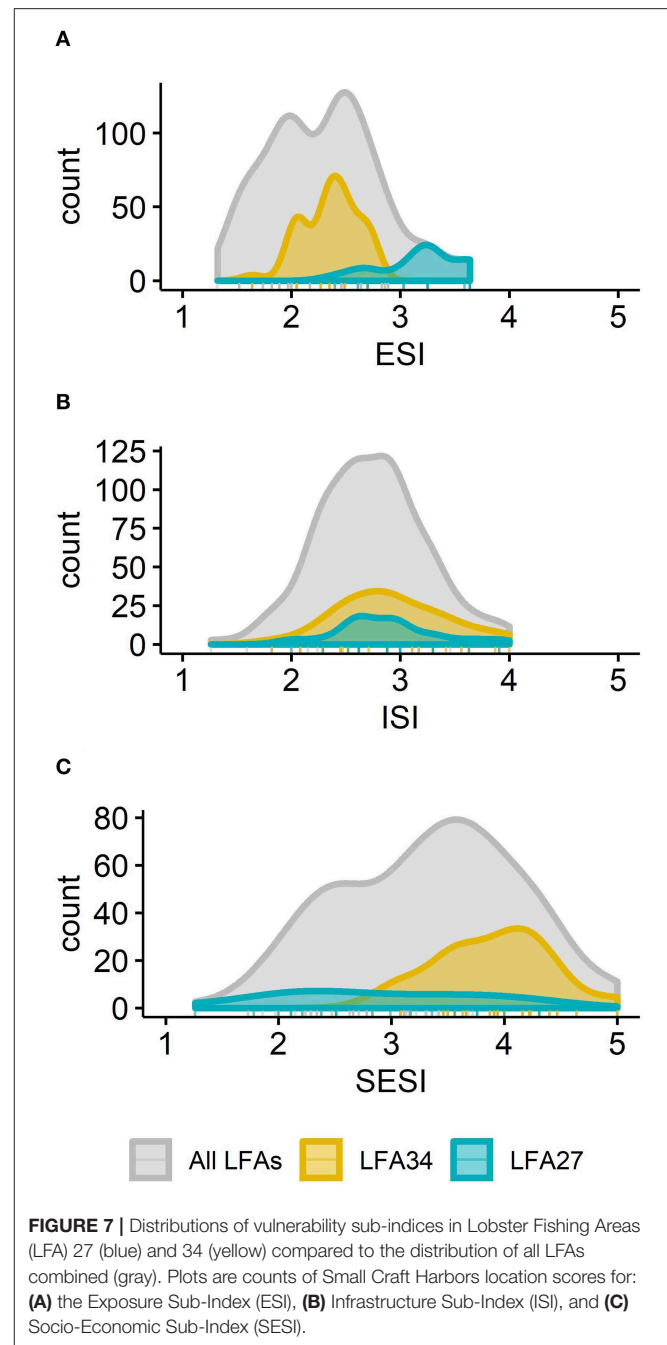 A
count
100
50
0
1 2 3 4 5
ESI
B
count
125
100
75
50
25
0
1 2 3 4 5
ISI
C
count
80
60
40
20
0
1 2 3 4 5
SESI
All LFAs LFA34 LFA27
FIGURE 7 | Distributions of vulnerability sub-indices in Lobster Fishing Areas
(LFA) 27 (blue) and 34 (yellow) compared to the distribution of all LFAs
combined (gray). Plots are counts of Small Craft Harbors location scores for:
(A) the Exposure Sub-Index (ESI), (B) Infrastructure Sub-Index (ISI), and (C)
Socio-Economic Sub-Index (SESI).